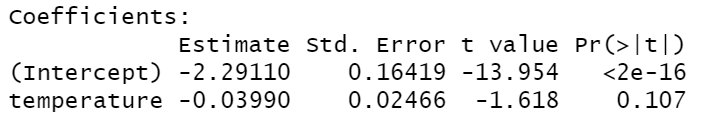 Coefficients:
Estimate Std. Error t value Pr(>|t|)
(Intercept) -2.29110 0.16419 -13.954 <2e-16
temperature -0.03990 0.02466 -1.618 0.107